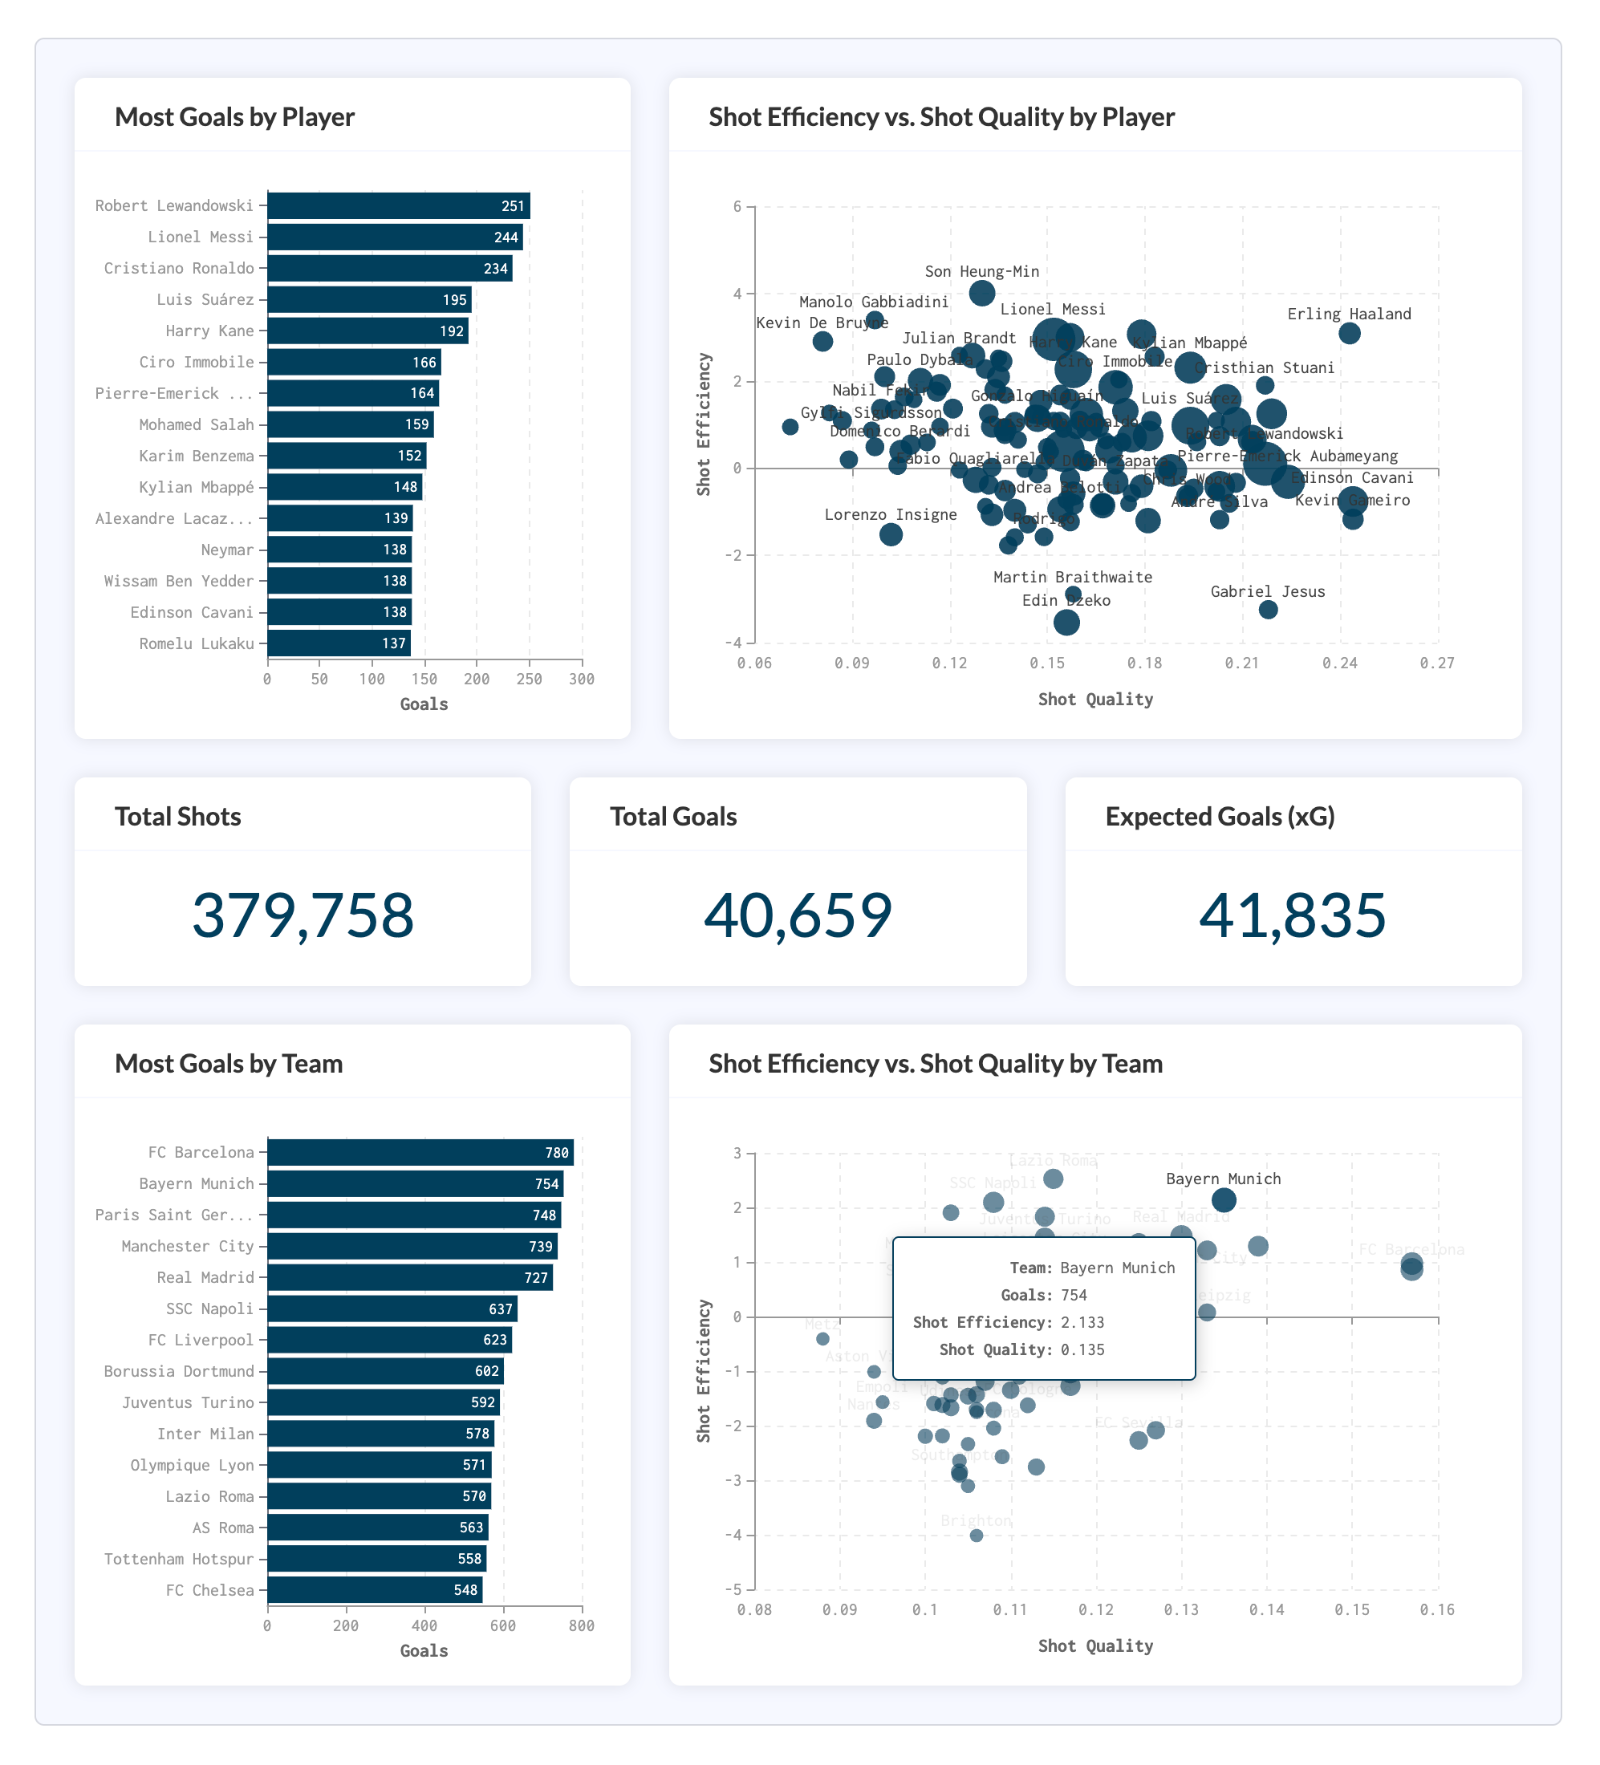 Most Goals by Player
Robert Lewandowski 251
Lionel Messi 244
Cristiano Ronaldo 234
Luis Suárez 195
Harry Kane 192
Ciro Immobile 166
Pierre-Emerick ... 164
Mohamed Salah 159
Karim Benzema 152
Kylian Mbappé 148
Alexandre Lacaz... 139
Neymar 138
Wissam Ben Yedder 138
Edinson Cavani 138
Romelu Lukaku 137
0 50 100 150 200 250 300
Goals
Shot Efficiency vs. Shot Quality by Player
Shot Efficiency
6
4
2
0
-2
-4
Son Heung-Min
Manolo Gabbiadini
Lionel Messi
Erling Haaland
Kevin De Bruyne
Julian Brandt
Harry Kane
Kylian Mbappé
Paulo Dybala
Ciro Immobile
Cristhian Stuani
Nabil Fekir
Gonzalo Higuaín
Luis Suárez
Gylfi Sigurdsson
Cristiano Ronaldo
Domenico Berardi
Robert Lewandowski
Fabio Quagliarella
Duván Zapata
Pierre-Emerick Aubameyang
Chris Wood
Edinson Cavani
Andrea Belotti
André Silva
Kevin Gameiro
Lorenzo Insigne
Rodrigo
Martin Braithwaite
Gabriel Jesus
Edin Dzeko
0.06 0.09 0.12 0.15 0.18 0.21 0.24 0.27
Shot Quality
Total Shots
379,758
Total Goals
40,659
Expected Goals (xG)
41,835
Most Goals by Team
FC Barcelona 780
Bayern Munich 754
Paris Saint Ger... 748
Manchester City 739
Real Madrid 727
SSC Napoli 637
FC Liverpool 623
Borussia Dortmund 602
Juventus Turino 592
Inter Milan 578
Olympique Lyon 571
Lazio Roma 570
AS Roma 563
Tottenham Hotspur 558
FC Chelsea 548
0 200 400 600 800
Goals
Shot Efficiency vs. Shot Quality by Team
Shot Efficiency
3
2
1
0
-1
-2
-3
-4
-5
Lazio Roma
Bayern Munich
SSC Napoli
Juventus Turino
Real Madrid
City
FC Barcelona
Team: Bayern Munich
Goals: 754
Shot Efficiency: 2.133
Shot Quality: 0.135
eipzig
Metz
Aston Vi
Empoli
Nantes
FC Sevilla
Southampton
Brighton
0.08 0.09 0.1 0.11 0.12 0.13 0.14 0.15 0.16
Shot Quality